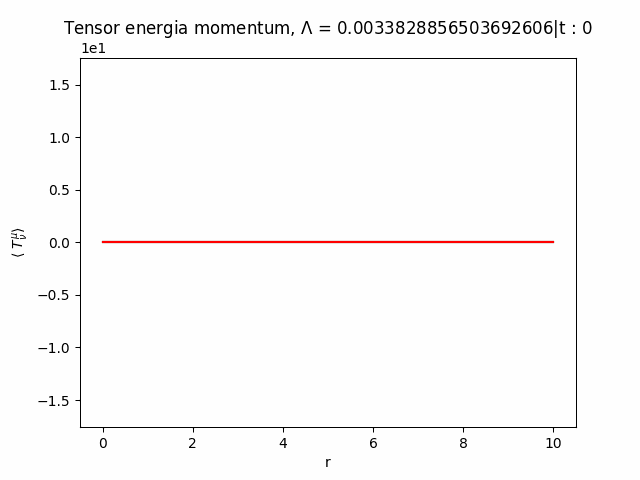 Tensor energia momentum, Λ = 0.0033828856503692606|t : 0
1e1
1.5
1.0
0.5
0.0
−0.5
−1.0
−1.5
⟨ T^μ_ν⟩
0 2 4 6 8 10
r